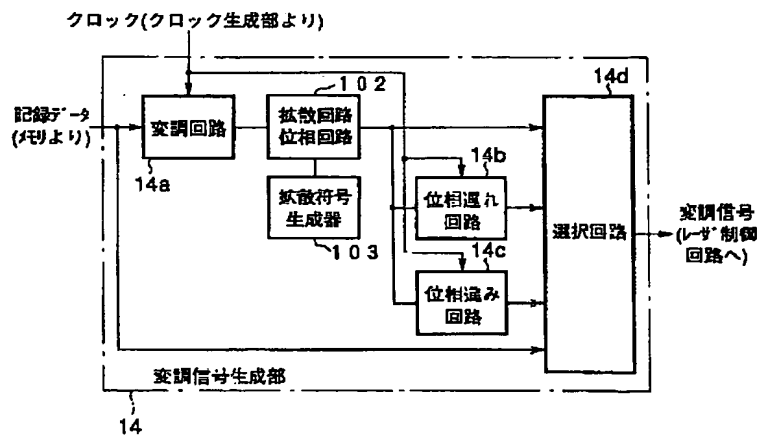 クロック(クロック生成部より)
14d
102
記録データ
(ﾒﾓﾘより)
変調回路
拡散回路
位相回路
14a
14b
拡散符号
生成器
位相遅れ
回路
選択回路
変調信号
(ﾚｰｻﾞ制御
回路へ)
103
14c
位相進み
回路
変調信号生成部
14